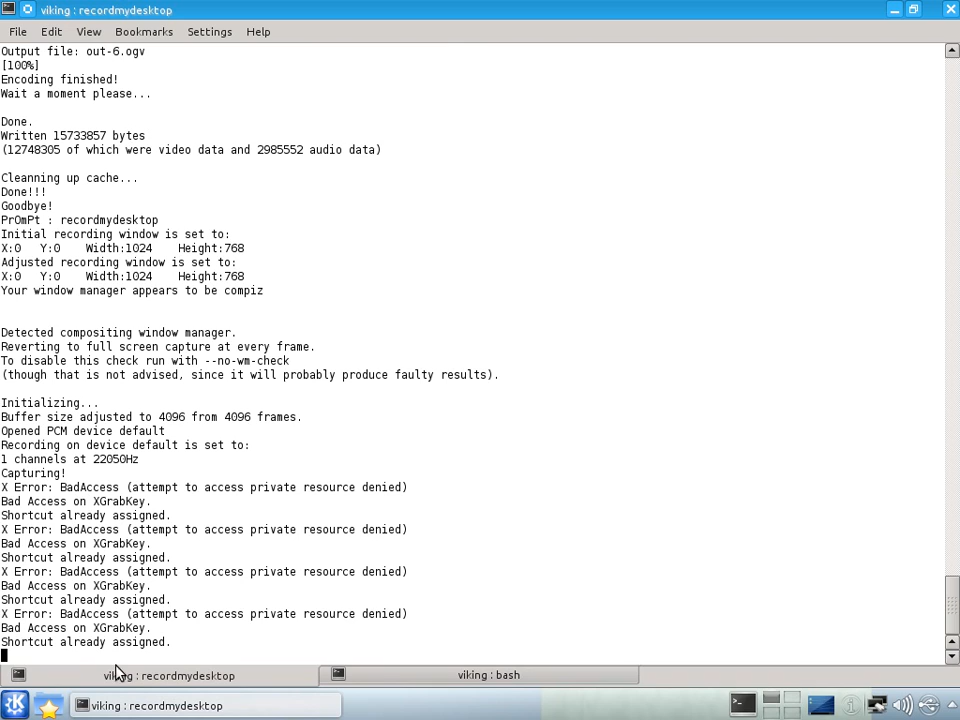 viking : recordmydesktop
File Edit View Bookmarks Settings Help
Output file: out-6.ogv
[100%]
Encoding finished!
Wait a moment please...
Done.
Written 15733857 bytes
(12748305 of which were video data and 2985552 audio data)
Cleanning up cache...
Done!!!
Goodbye!
PrOmPt : recordmydesktop
Initial recording window is set to:
X:0 Y:0 Width:1024 Height:768
Adjusted recording window is set to:
X:0 Y:0 Width:1024 Height:768
Your window manager appears to be compiz
Detected compositing window manager.
Reverting to full screen capture at every frame.
To disable this check run with --no-wm-check
(though that is not advised, since it will probably produce faulty results).
Initializing...
Buffer size adjusted to 4096 from 4096 frames.
Opened PCM device default
Recording on device default is set to:
1 channels at 22050Hz
Capturing!
X Error: BadAccess (attempt to access private resource denied)
Bad Access on XGrabKey.
Shortcut already assigned.
X Error: BadAccess (attempt to access private resource denied)
Bad Access on XGrabKey.
Shortcut already assigned.
X Error: BadAccess (attempt to access private resource denied)
Bad Access on XGrabKey.
Shortcut already assigned.
X Error: BadAccess (attempt to access private resource denied)
Bad Access on XGrabKey.
Shortcut already assigned.
viking : recordmydesktop viking : bash
viking : recordmydesktop